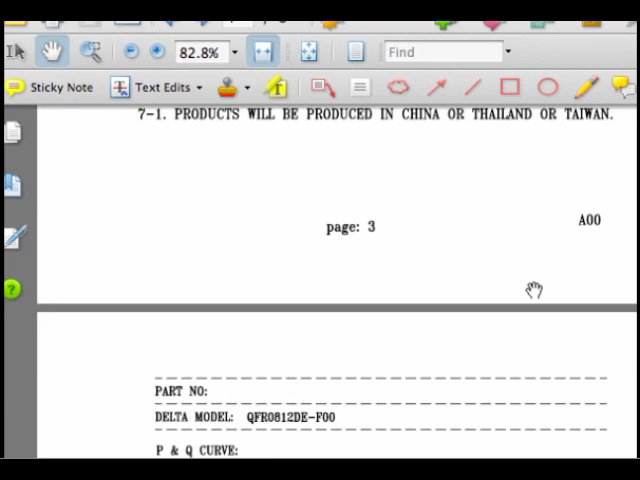 82.8%
Find
Sticky Note
Text Edits
7-1. PRODUCTS WILL BE PRODUCED IN CHINA OR THAILAND OR TAIWAN.
page: 3
A00
PART NO:
DELTA MODEL: QFR0812DE-F00
P & Q CURVE: